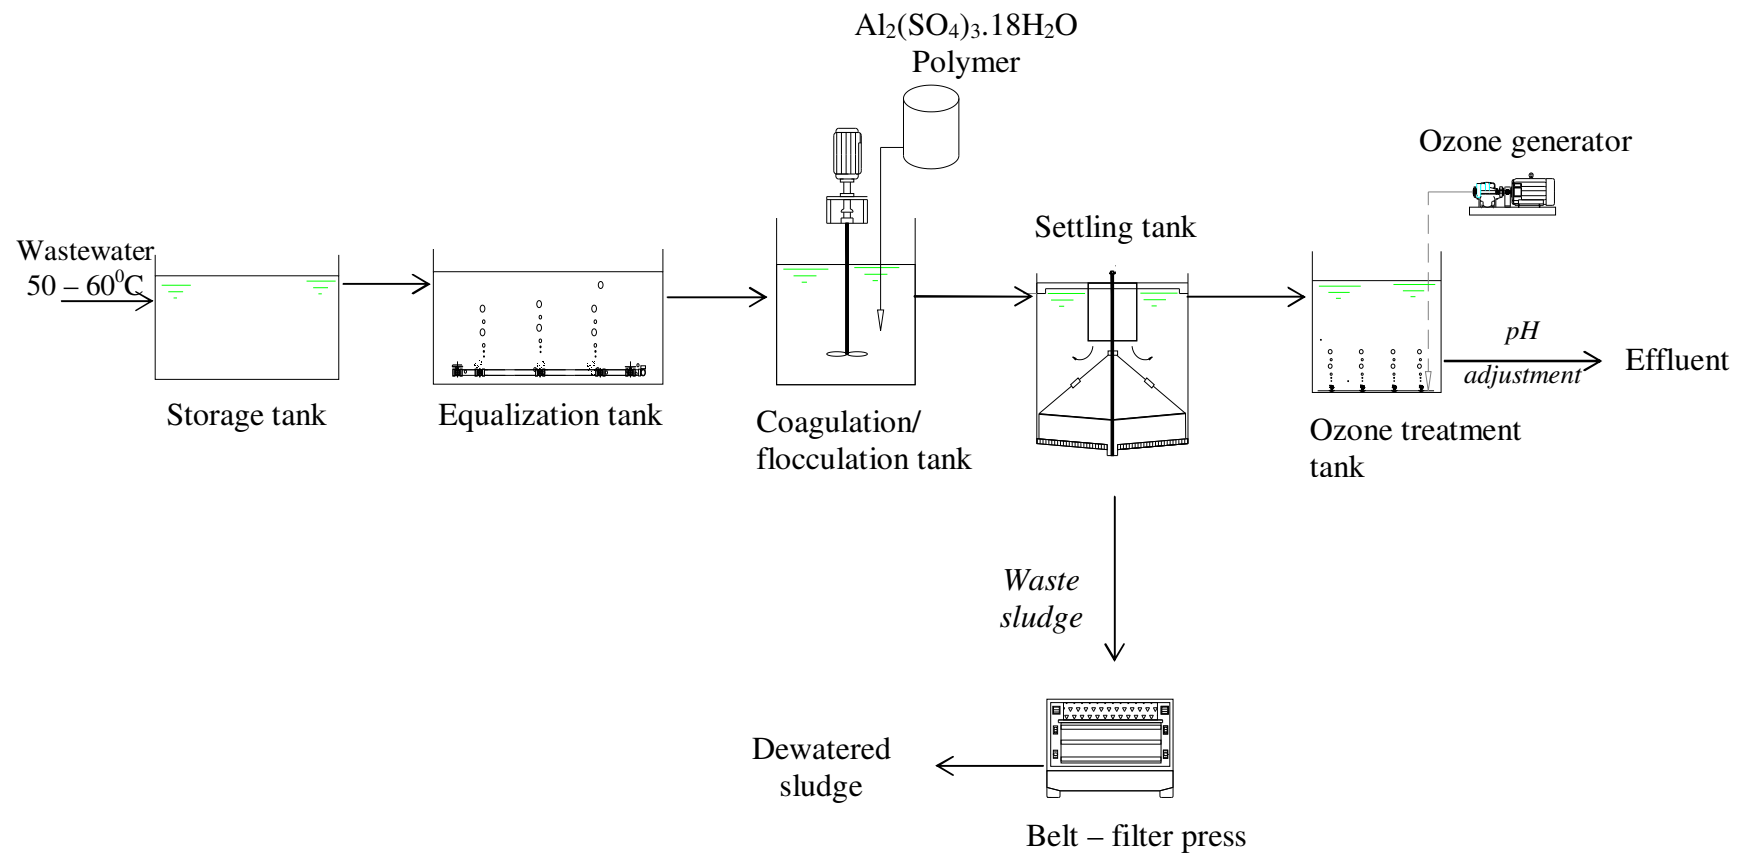 Al₂(SO₄)₃.18H₂O
Polymer
Ozone generator
Settling tank
Wastewater
50 – 60⁰C
Storage tank
Equalization tank
Coagulation/
flocculation tank
pH
adjustment
Effluent
Ozone treatment
tank
Waste
sludge
Dewatered
sludge
Belt – filter press